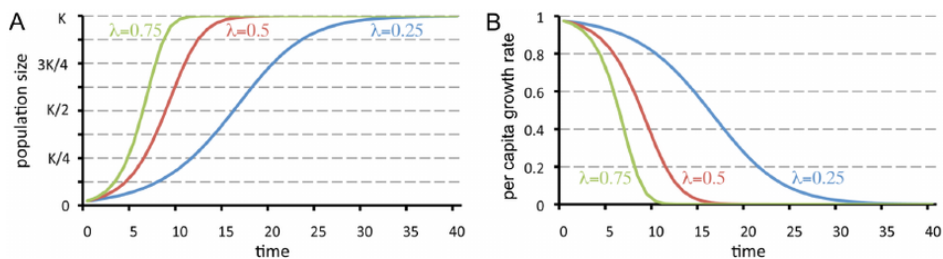 A
population size
K
3K/4
K/2
K/4
0
λ=0.75
λ=0.5
λ=0.25
0 5 10 15 20 25 30 35 40
time
B
per capita growth rate
1
0.8
0.6
0.4
0.2
0
λ=0.75
λ=0.5
λ=0.25
0 5 10 15 20 25 30 35 40
time